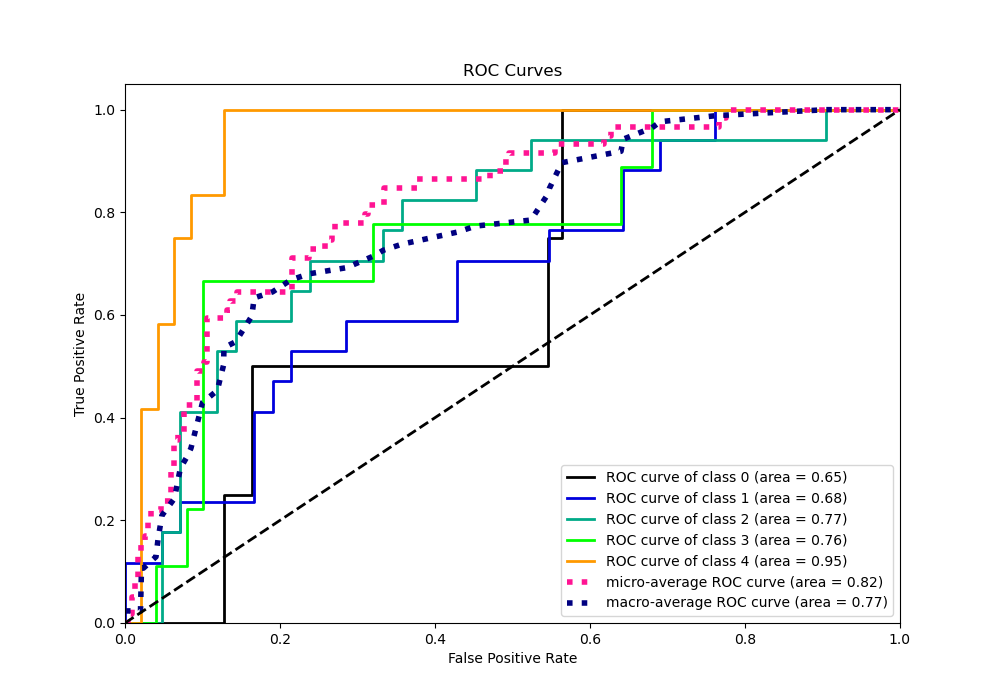 ROC Curves
1.0
0.8
0.6
0.4
0.2
0.0
True Positive Rate
0.0 0.2 0.4 0.6 0.8 1.0
False Positive Rate
ROC curve of class 0 (area = 0.65)
ROC curve of class 1 (area = 0.68)
ROC curve of class 2 (area = 0.77)
ROC curve of class 3 (area = 0.76)
ROC curve of class 4 (area = 0.95)
micro-average ROC curve (area = 0.82)
macro-average ROC curve (area = 0.77)